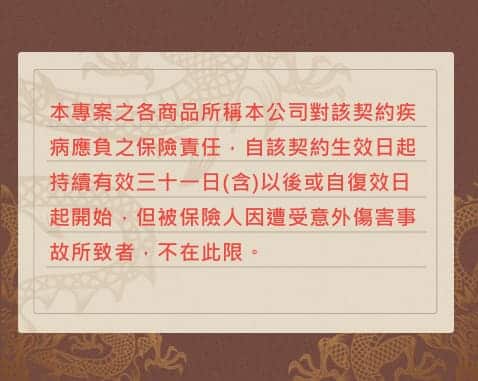 本專案之各商品所稱本公司對該契約疾
病應負之保險責任，自該契約生效日起
持續有效三十一日(含)以後或自復效日
起開始，但被保險人因遭受意外傷害事
故所致者，不在此限。